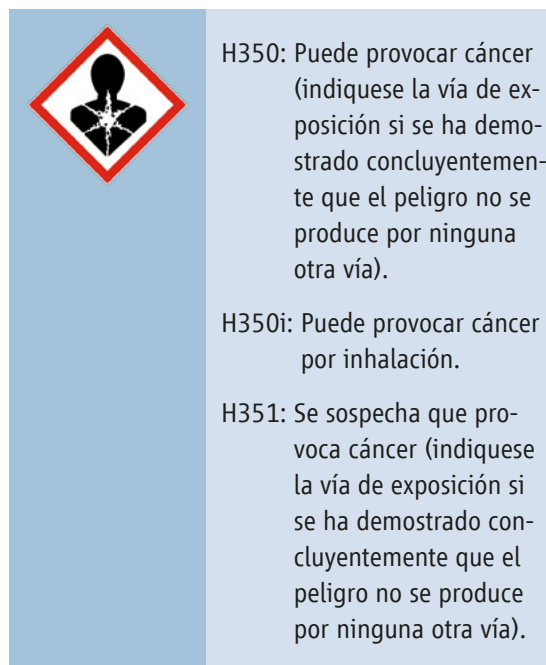 H350: Puede provocar cáncer
(indiquese la vía de ex-
posición si se ha demo-
strado concluyentemen-
te que el peligro no se
produce por ninguna
otra vía).
H350i: Puede provocar cáncer
por inhalación.
H351: Se sospecha que pro-
voca cáncer (indiquese
la vía de exposición si
se ha demostrado con-
cluyentemente que el
peligro no se produce
por ninguna otra vía).